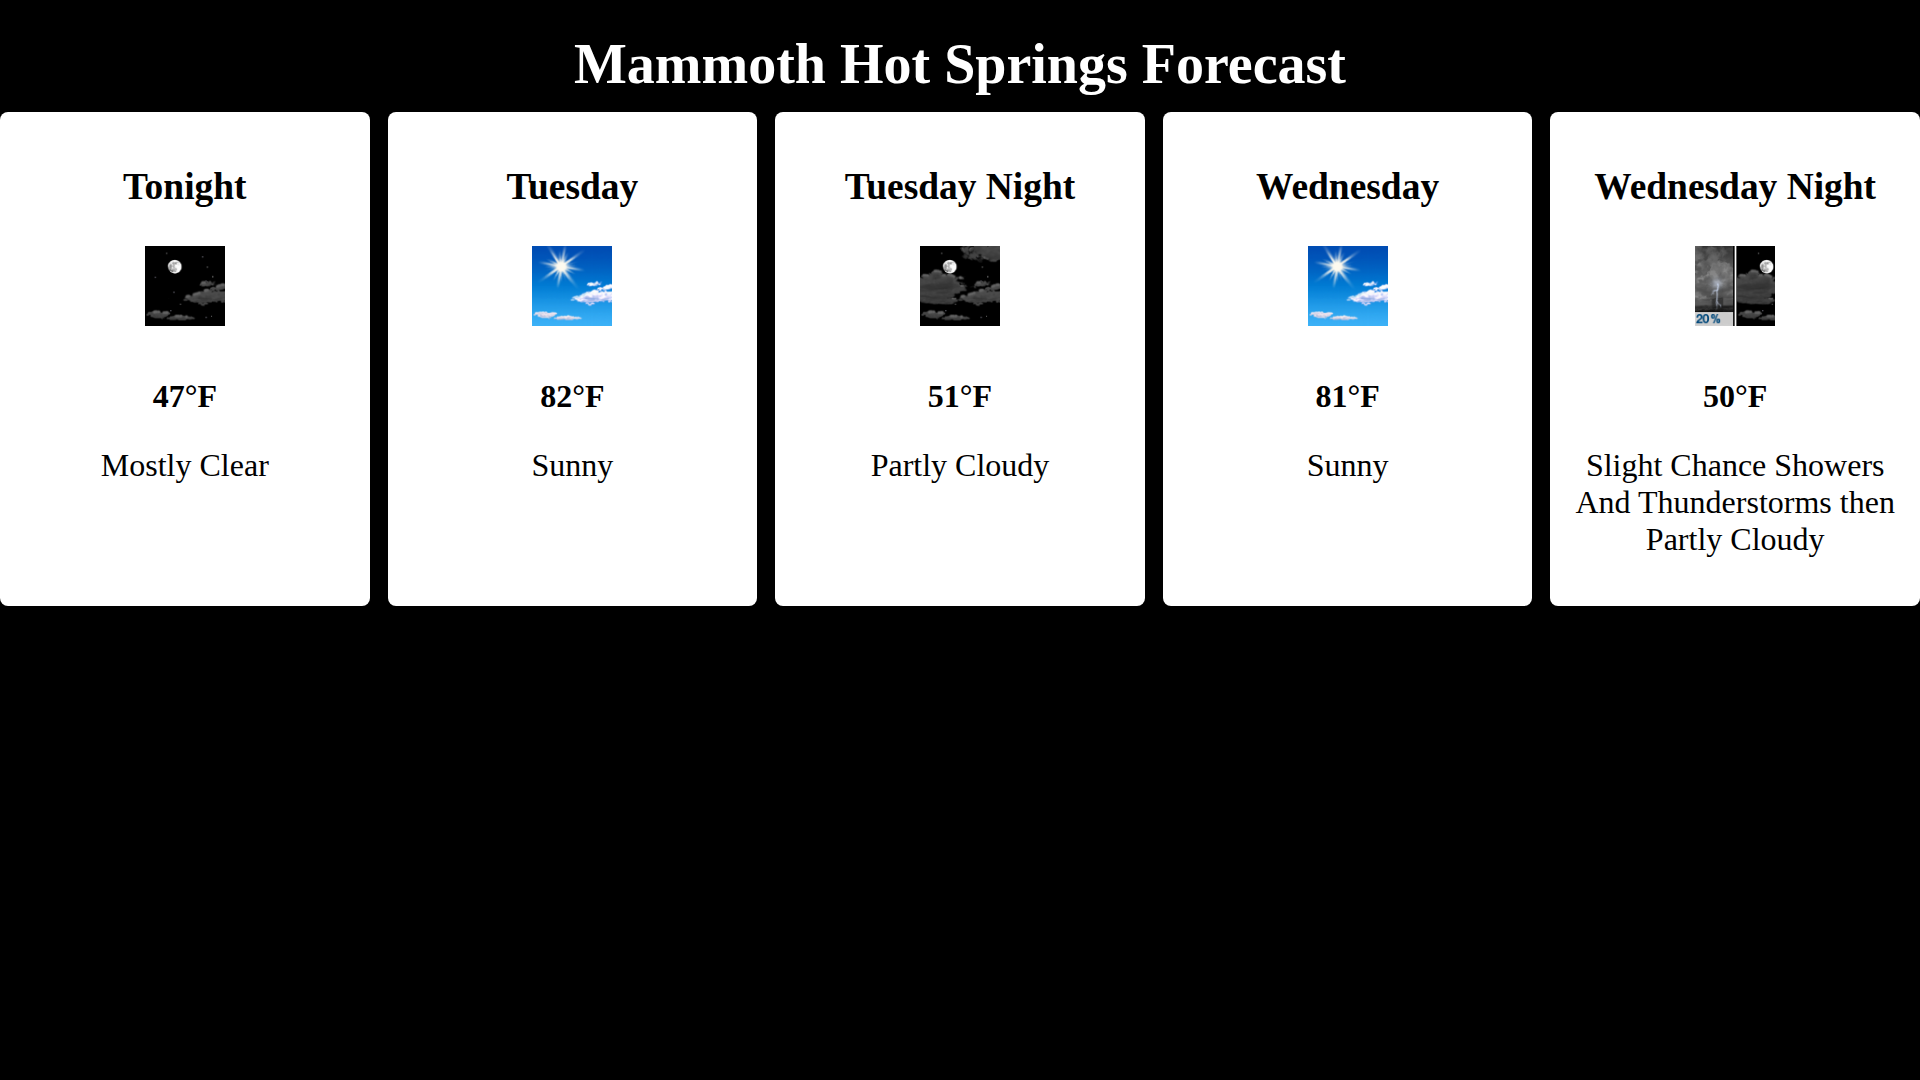 Mammoth Hot Springs Forecast
Tonight
47°F
Mostly Clear
Tuesday
82°F
Sunny
Tuesday Night
51°F
Partly Cloudy
Wednesday
81°F
Sunny
Wednesday Night
20%
50°F
Slight Chance Showers
And Thunderstorms then
Partly Cloudy